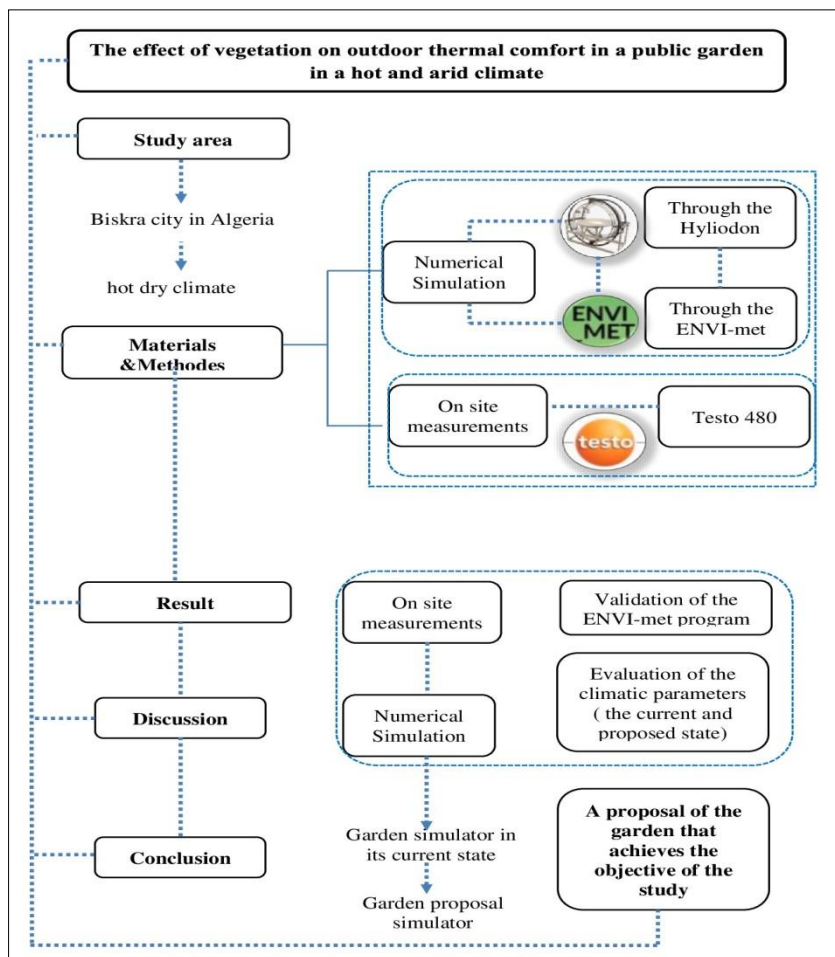 The effect of vegetation on outdoor thermal comfort in a public garden
in a hot and arid climate
Study area
Biskra city in Algeria
hot dry climate
Materials
&Methodes
Numerical
Simulation
Through the
Hyliodon
ENVI
_MET
Through the
ENVI-met
On site
measurements
testo
Testo 480
Result
On site
measurements
Validation of the
ENVI-met program
Discussion
Numerical
Simulation
Evaluation of the
climatic parameters
( the current and
proposed state)
Conclusion
Garden simulator in
its current state
Garden proposal
simulator
A proposal of the
garden that
achieves the
objective of the
study